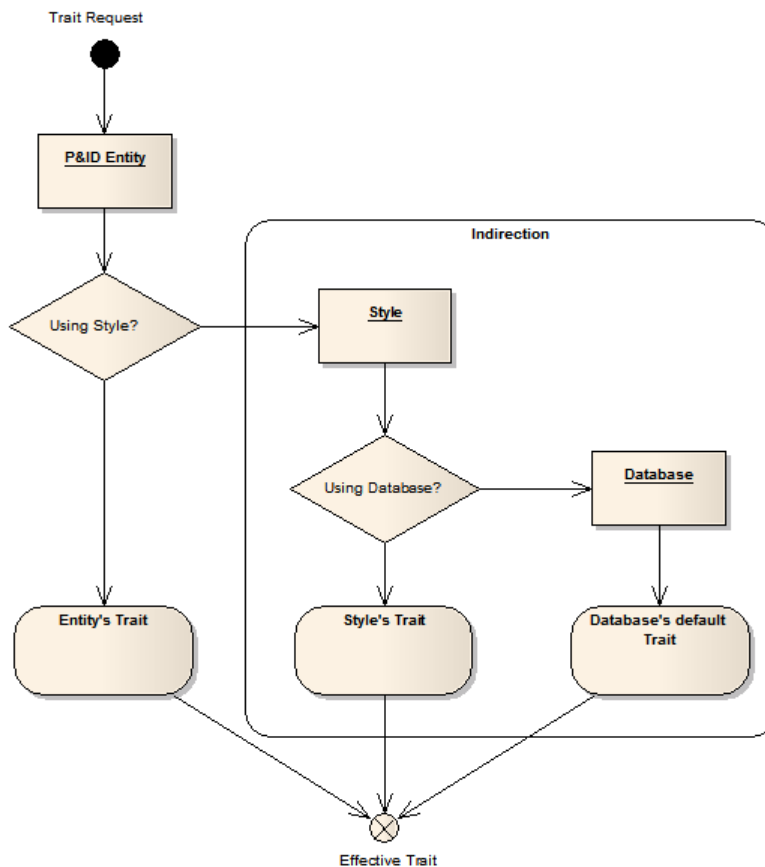 Trait Request
P&ID Entity
Indirection
Using Style?
Style
Using Database?
Database
Entity's Trait
Style's Trait
Database's default
Trait
Effective Trait